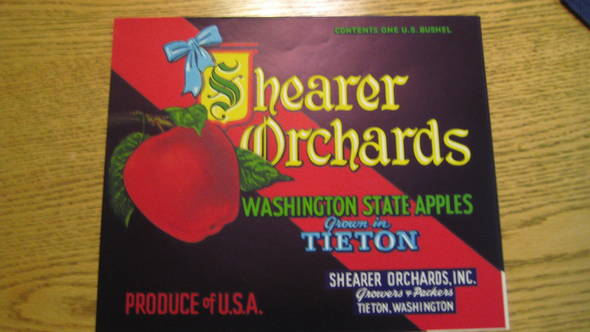 CONTENTS ONE U.S. BUSHEL
Shearer
Orchards
WASHINGTON STATE APPLES
Grown in
TIETON
SHEARER ORCHARDS, INC.
Growers & Packers
TIETON, WASHINGTON
PRODUCE of U.S.A.